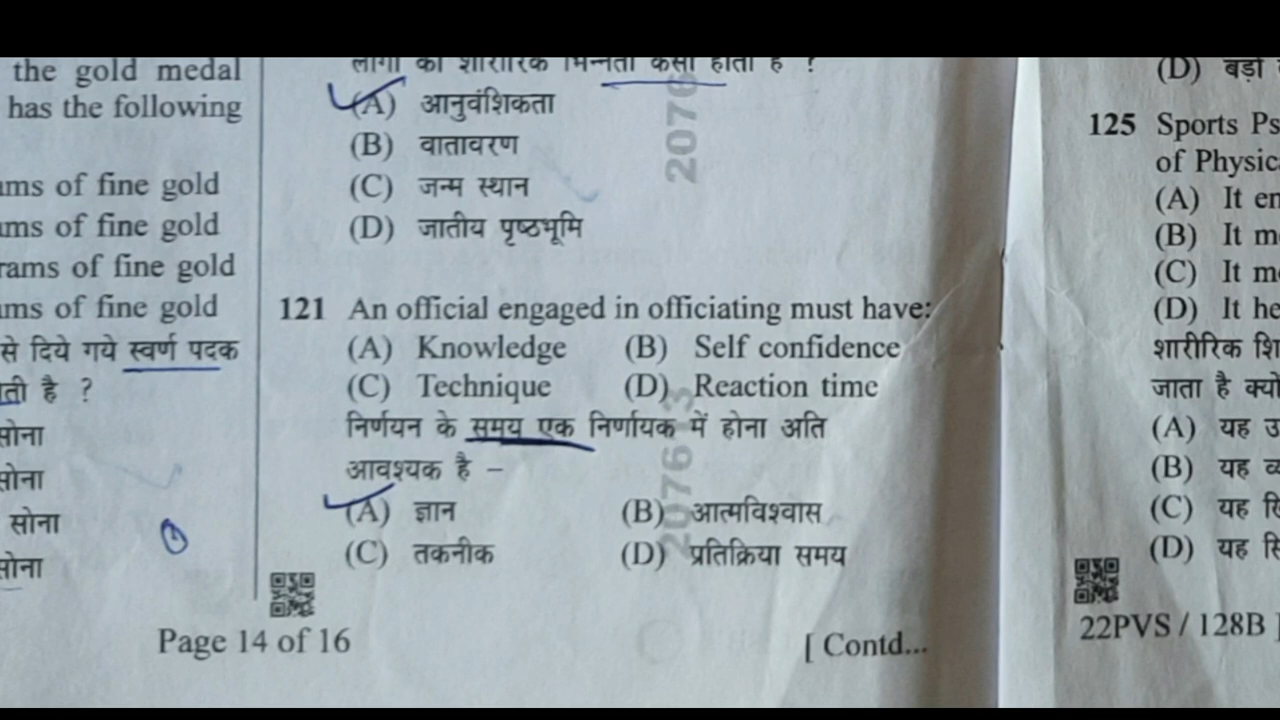 the gold medal
has the following
ms of fine gold
ms of fine gold
rams of fine gold
ms of fine gold
से दिये गये स्वर्ण पदक
ती है ?
सोना
सोना
सोना
सोना
लोगों की शारीरिक भिन्नता कैसी होती है ?
(A) आनुवंशिकता
(B) वातावरण
(C) जन्म स्थान
(D) जातीय पृष्ठभूमि
2076
121 An official engaged in officiating must have:
(A) Knowledge (B) Self confidence
(C) Technique (D) Reaction time
निर्णयन के समय एक निर्णायक में होना अति
आवश्यक है –
(A) ज्ञान (B) आत्मविश्वास
(C) तकनीक (D) प्रतिक्रिया समय
207613
Page 14 of 16
[ Contd...
(D) बड़ी
125 Sports Ps
of Physic
(A) It en
(B) It m
(C) It m
(D) It he
शारीरिक शि
जाता है क्यों
(A) यह उ
(B) यह व्य
(C) यह खि
(D) यह सि
22PVS / 128B ]